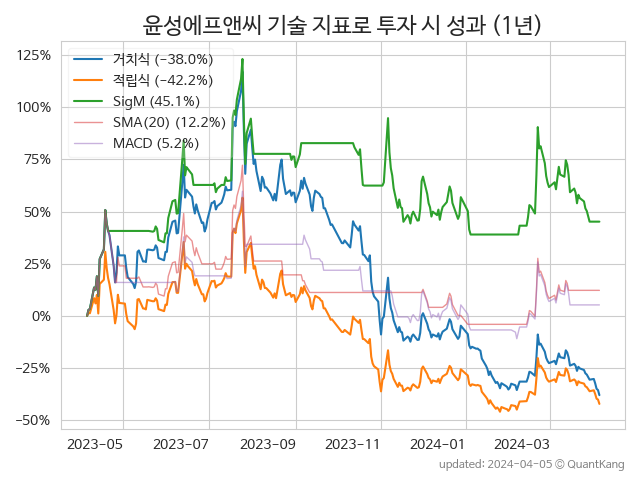 윤성에프앤씨 기술 지표로 투자 시 성과 (1년)
125%
100%
75%
50%
25%
0%
−25%
−50%
거치식 (−38.0%)
적립식 (−42.2%)
SigM (45.1%)
SMA(20) (12.2%)
MACD (5.2%)
2023−05
2023−07
2023−09
2023−11
2024−01
2024−03
updated: 2024-04-05 © QuantKang